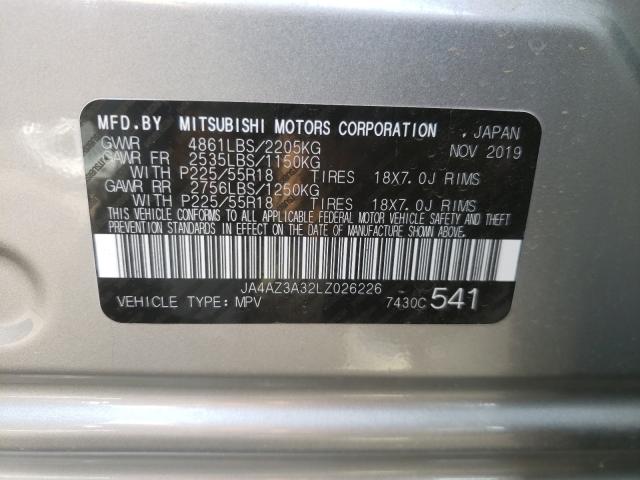 MFD.BY MITSUBISHI MOTORS CORPORATION , JAPAN
GVWR 4861LBS/2205KG NOV 2019
GAWR FR 2535LBS/1150KG
WITH P225/55R18 TIRES 18X7.0J RIMS
GAWR RR 2756LBS/1250KG
WITH P225/55R18 TIRES 18X7.0J RIMS
THIS VEHICLE CONFORMS TO ALL APPLICABLE FEDERAL MOTOR VEHICLE SAFETY AND THEFT
PREVENTION STANDARDS IN EFFECT ON THE DATE OF MANUFACTURE SHOWN ABOVE.
JA4AZ3A32LZ026226
VEHICLE TYPE: MPV 7430C 541